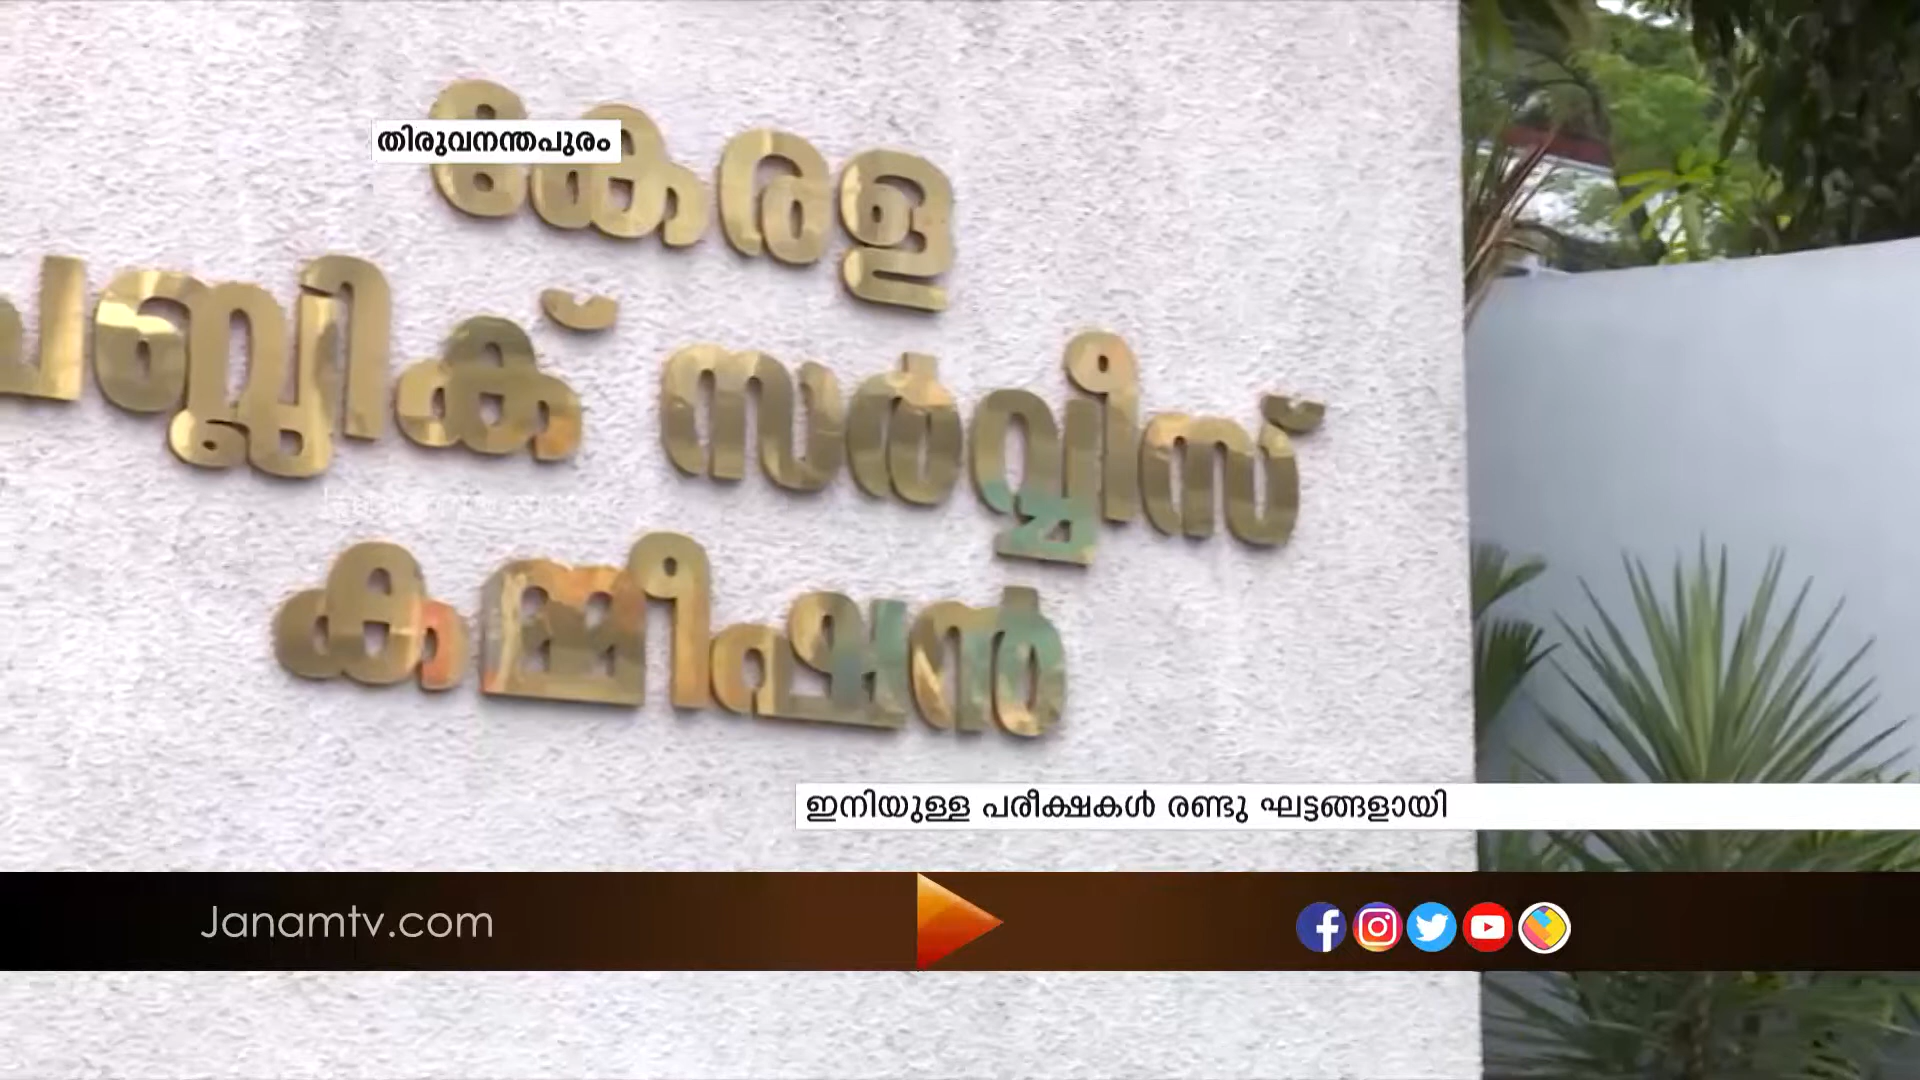 തിരുവനന്തപുരം
കേരള
പബ്ലിക് സർവ്വീസ്
കമ്മീഷൻ
ഇനിയുള്ള പരീക്ഷകൾ രണ്ടു ഘട്ടങ്ങളായി
Janamtv.com